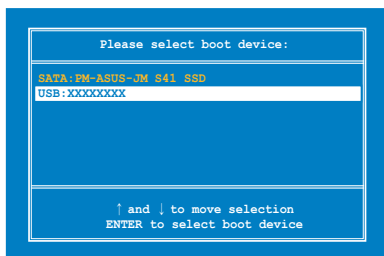 Please select boot device:
SATA:PM-ASUS-JM S41 SSD
USB:XXXXXXXX
↑ and ↓ to move selection
ENTER to select boot device